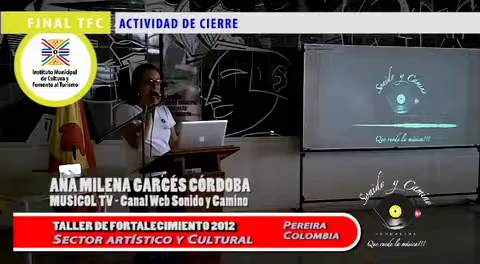 FINAL TFC
ACTIVIDAD DE CIERRE
Instituto Municipal
de Cultura y
Fomento al Turismo
Sonido y Camino
Que ruede la música!!!
ANA MILENA GARCÉS CÓRDOBA
MUSICOL TV - Canal Web Sonido y Camino
TALLER DE FORTALECIMIENTO 2012
SECTOR ARTÍSTICO Y CULTURAL
PEREIRA
COLOMBIA
Sonido y Camino
FUNDACIÓN
Que ruede la música!!!